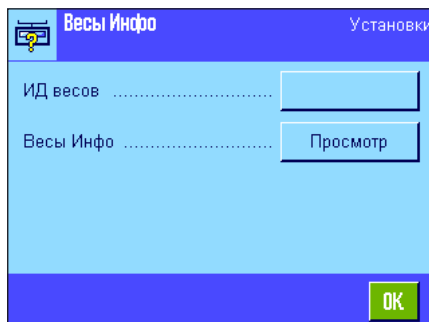 Весы Инфо Установки
ИД весов ............................
Весы Инфо .......................... Просмотр
OK